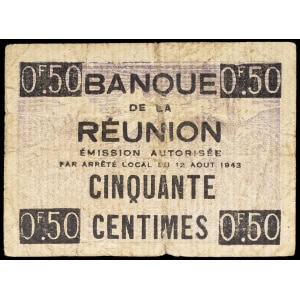 0F.50 BANQUE 0F.50
DE LA
RÉUNION
ÉMISSION AUTORISÉE
PAR ARRÊTÉ LOCAL DU 12 AOUT 1943
CINQUANTE
0F.50 CENTIMES 0F.50